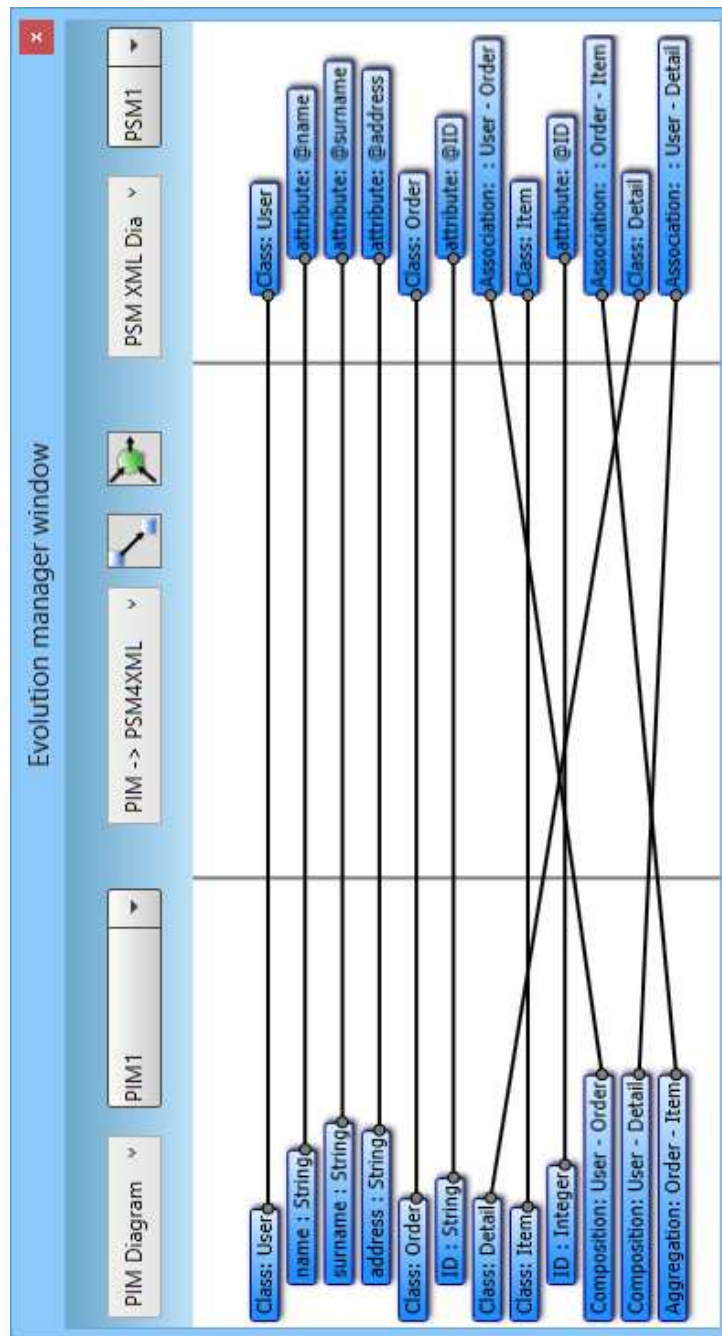 Evolution manager window
x
PIM Diagram
PIM1
PIM -> PSM4XML
PSM XML Dia
PSM1
Class: User
name : String
surname : String
address : String
Class: Order
ID : String
Class: Detail
Class: Item
ID : Integer
Composition: User - Order
Composition: User - Detail
Aggregation: Order - Item
Class: User
attribute: @name
attribute: @surname
attribute: @address
Class: Order
attribute: @ID
Association: : User - Order
Class: Item
attribute: @ID
Association: : Order - Item
Class: Detail
Association: : User - Detail